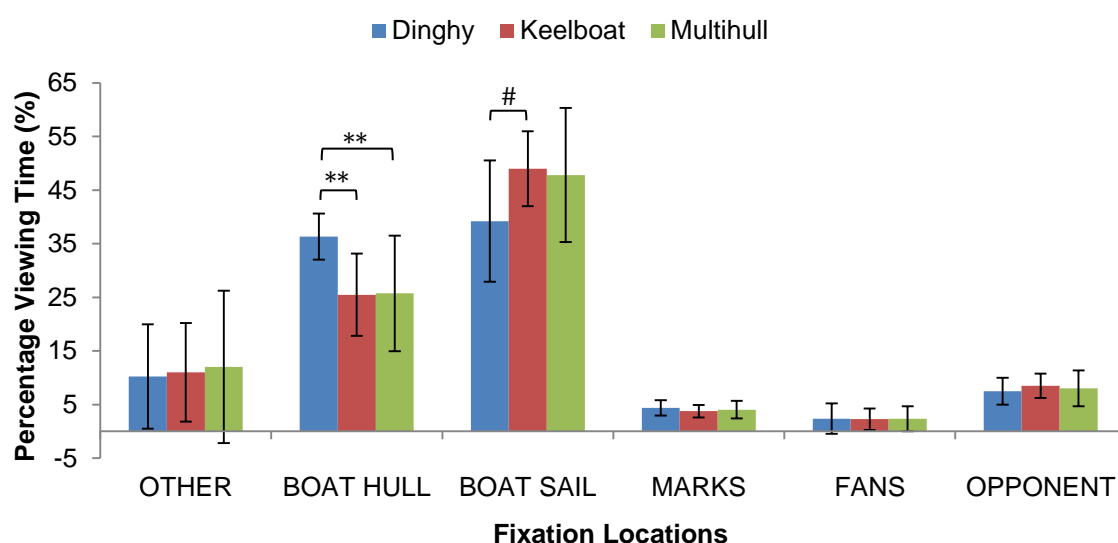 Dinghy Keelboat Multihull
Percentage Viewing Time (%)
65
55
45
35
25
15
5
-5
#
**
**
OTHER BOAT HULL BOAT SAIL MARKS FANS OPPONENT
Fixation Locations